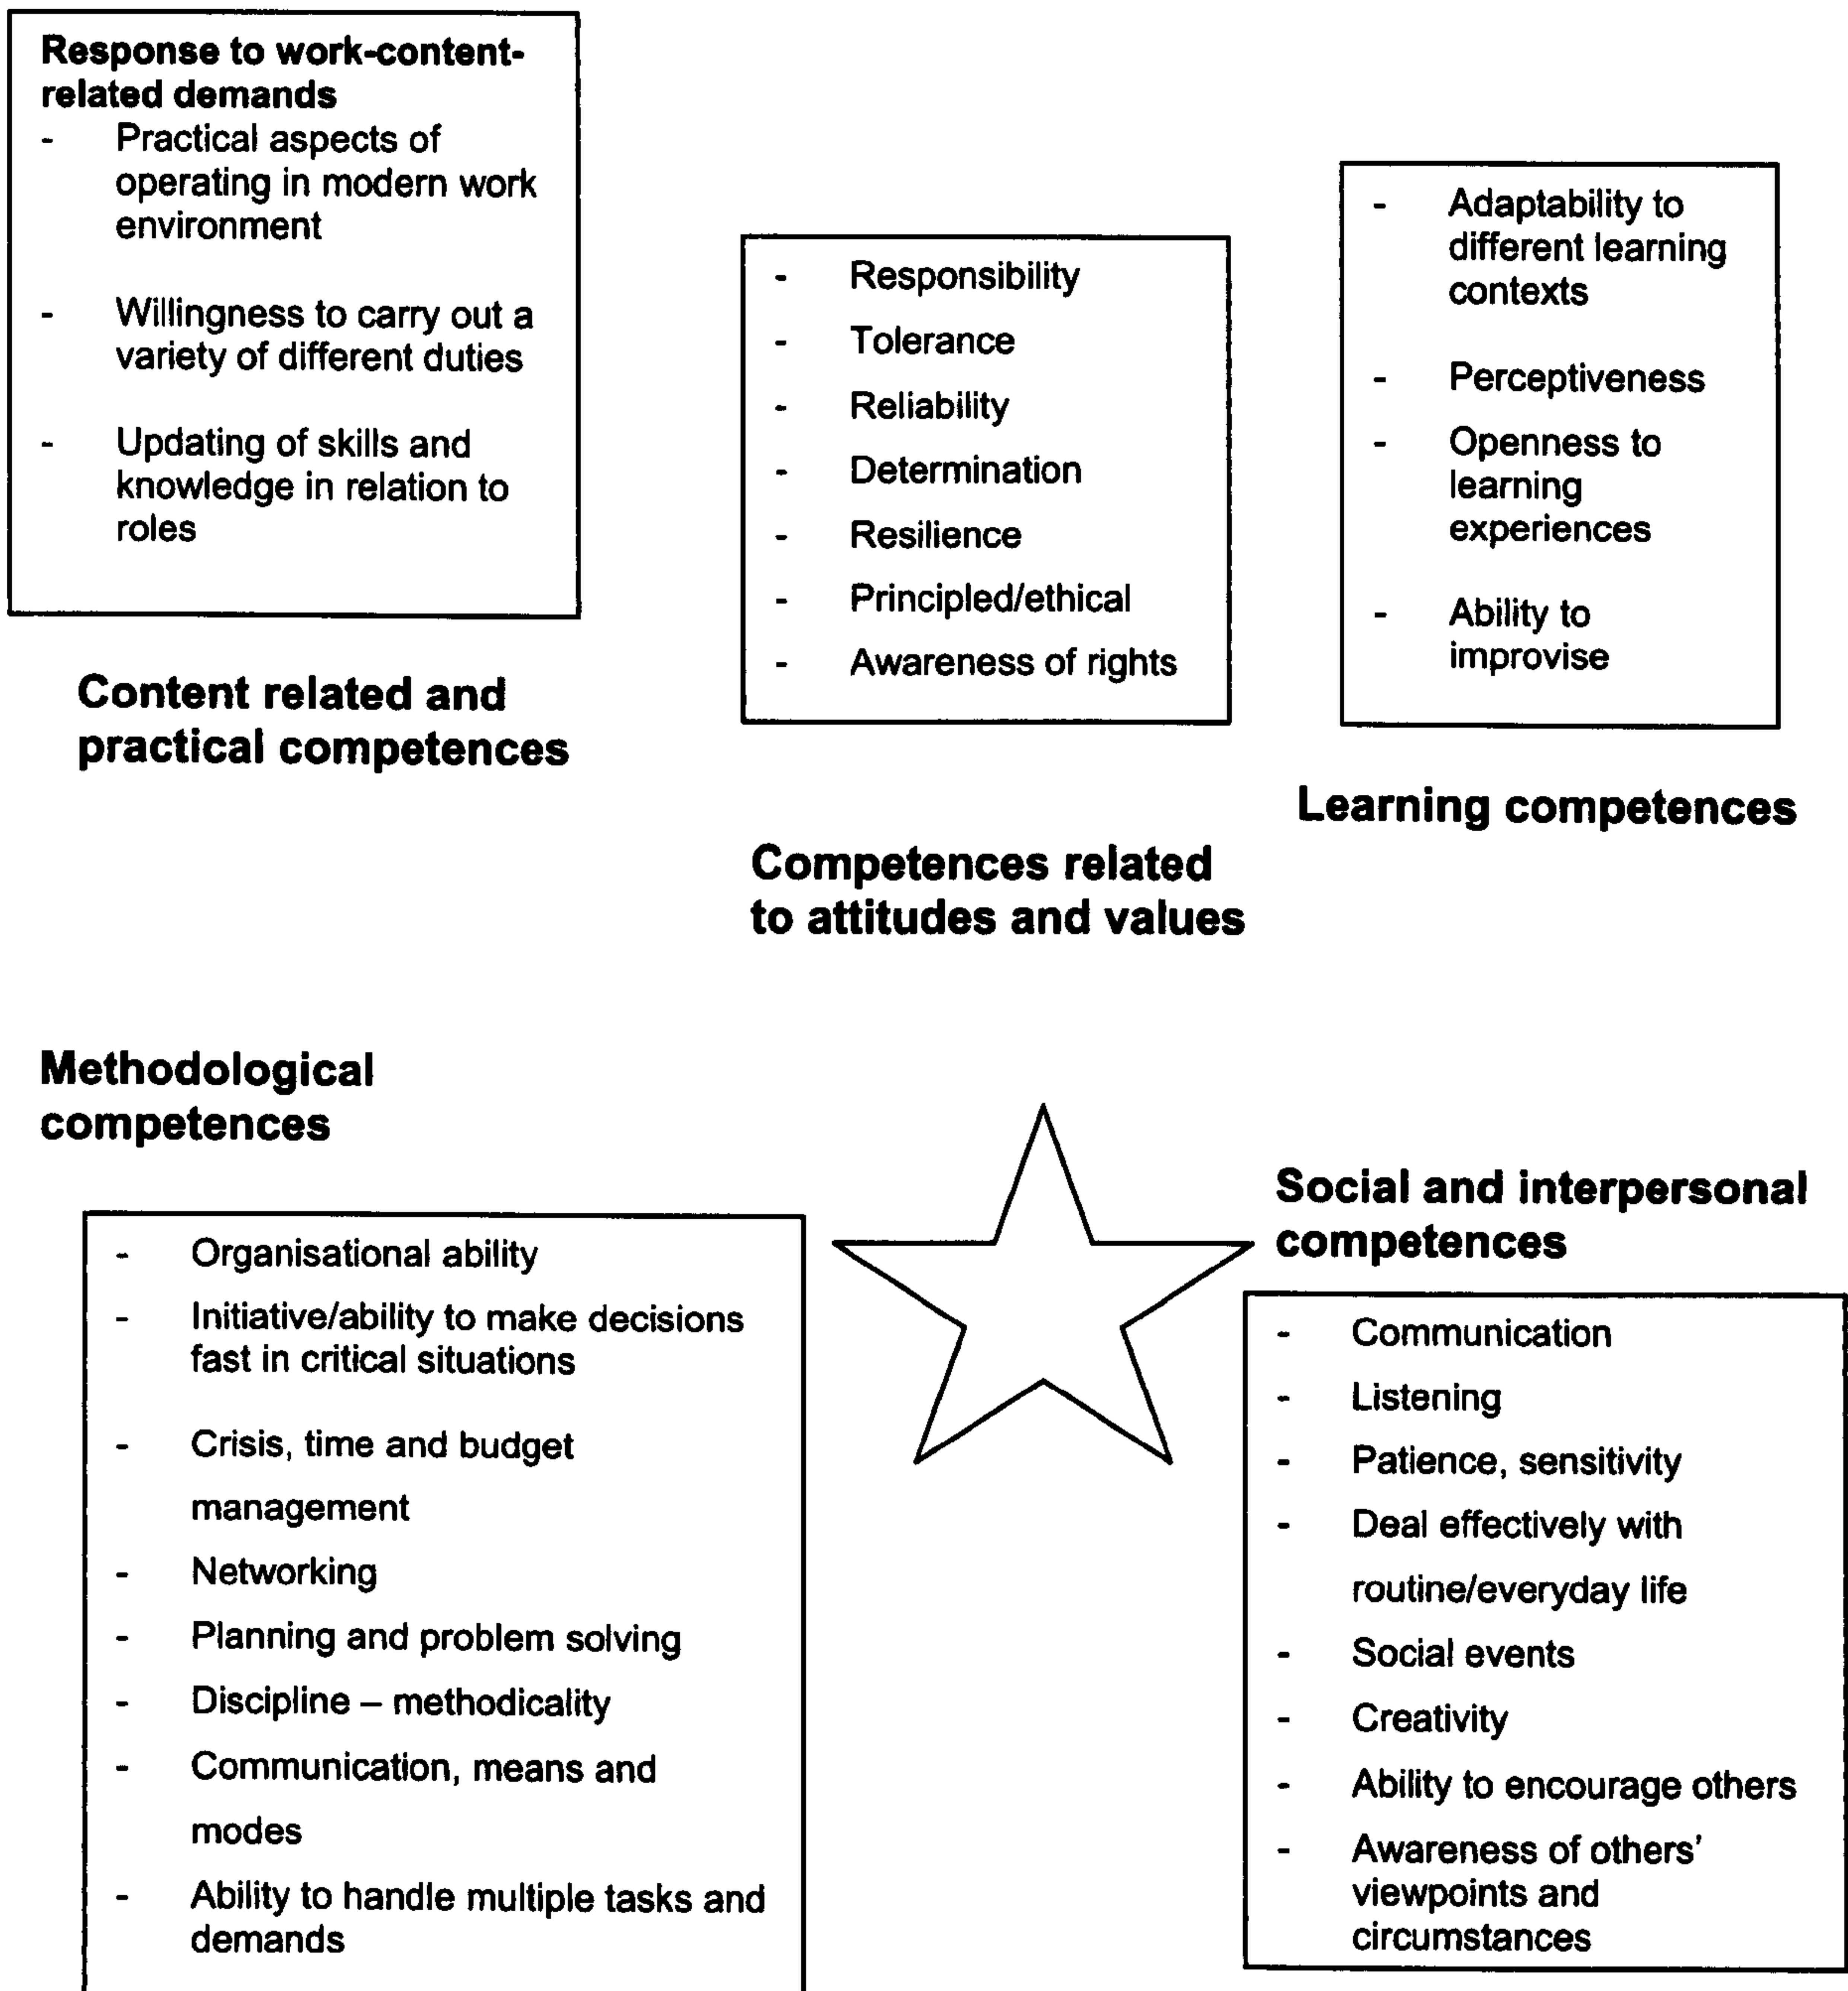 Response to work-content-
related demands
- Practical aspects of
operating in modern work
environment
- Willingness to carry out a
variety of different duties
- Updating of skills and
knowledge in relation to
roles
Content related and
practical competences
- Responsibility
- Tolerance
- Reliability
- Determination
- Resilience
- Principled/ethical
- Awareness of rights
Competences related
to attitudes and values
- Adaptability to
different learning
contexts
- Perceptiveness
- Openness to
learning
experiences
- Ability to
improvise
Learning competences
Methodological
competences
- Organisational ability
- Initiative/ability to make decisions
fast in critical situations
- Crisis, time and budget
management
- Networking
- Planning and problem solving
- Discipline – methodicality
- Communication, means and
modes
- Ability to handle multiple tasks and
demands
Social and interpersonal
competences
- Communication
- Listening
- Patience, sensitivity
- Deal effectively with
routine/everyday life
- Social events
- Creativity
- Ability to encourage others
- Awareness of others'
viewpoints and
circumstances